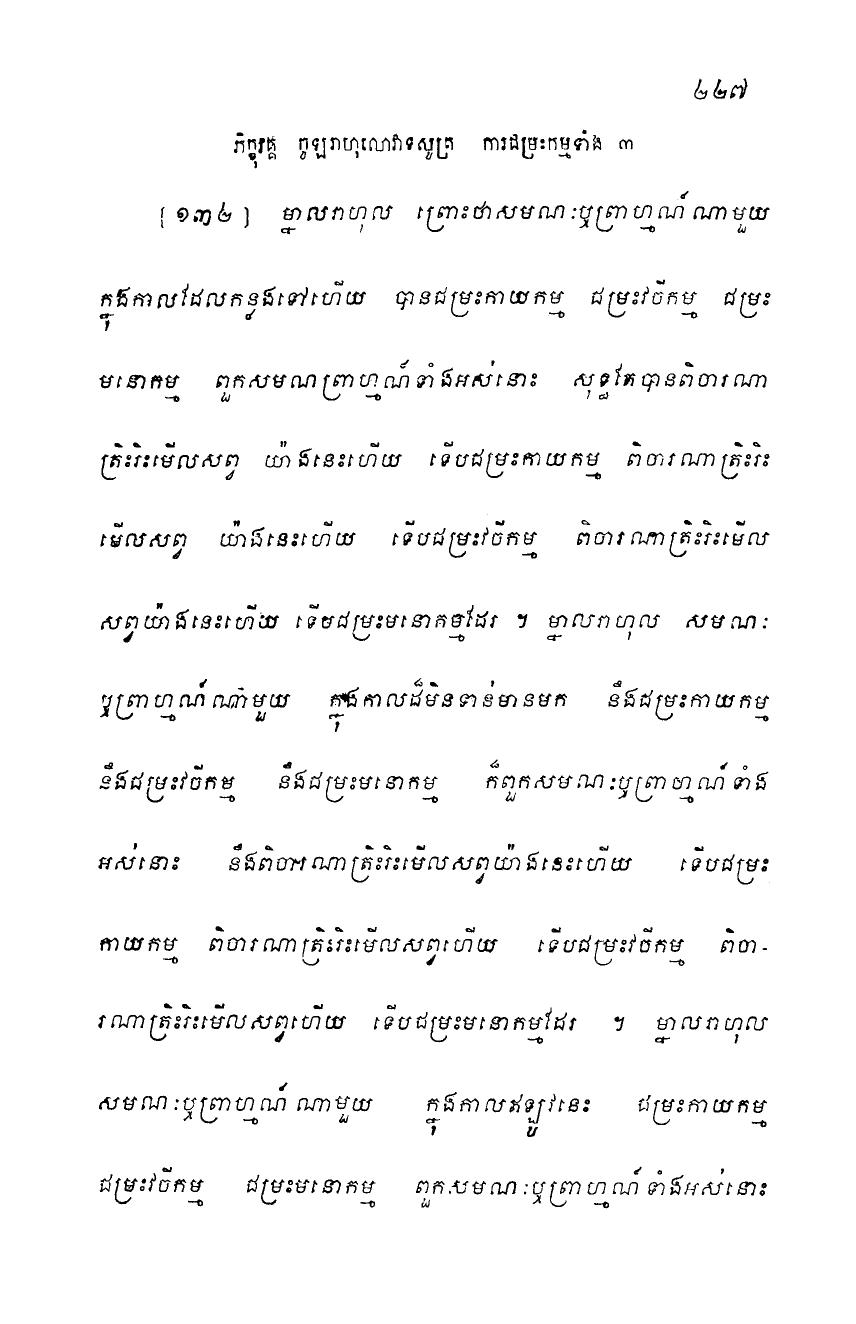 ២២៧
ភិក្ខុវគ្គ ចូឡរាហុលោវាទសូត្រ ការជម្រះកម្មទាំង ៣
[១៣៤] ម្នាលរាហុល ព្រោះថាសមណៈឬព្រាហ្មណ៍ណាមួយ
ក្នុងកាលដែលកន្លងទៅហើយ បានជម្រះកាយកម្ម ជម្រះវចីកម្ម ជម្រះ
មនោកម្ម ពួកសមណព្រាហ្មណ៍ទាំងអស់នោះ សុទ្ធតែបានពិចារណា
ត្រិះរិះមើលសព្វ យ៉ាងនេះហើយ ទើបជម្រះកាយកម្ម ពិចារណាត្រិះរិះ
មើលសព្វ យ៉ាងនេះហើយ ទើបជម្រះវចីកម្ម ពិចារណាត្រិះរិះមើល
សព្វយ៉ាងនេះហើយ ទើបជម្រះមនោកម្មដែរ ។ ម្នាលរាហុល សមណៈ
ឬព្រាហ្មណ៍ណាមួយ ក្នុងកាលដ៏មិនទាន់មានមក នឹងជម្រះកាយកម្ម
នឹងជម្រះវចីកម្ម នឹងជម្រះមនោកម្ម ក៏ពួកសមណៈឬព្រាហ្មណ៍ទាំង
អស់នោះ នឹងពិចារណាត្រិះរិះមើលសព្វយ៉ាងនេះហើយ ទើបជម្រះ
កាយកម្ម ពិចារណាត្រិះរិះមើលសព្វហើយ ទើបជម្រះវចីកម្ម ពិចា-
រណាត្រិះរិះមើលសព្វហើយ ទើបជម្រះមនោកម្មដែរ ។ ម្នាលរាហុល
សមណៈឬព្រាហ្មណ៍ណាមួយ ក្នុងកាលឥឡូវនេះ ជម្រះកាយកម្ម
ជម្រះវចីកម្ម ជម្រះមនោកម្ម ពួកសមណៈឬព្រាហ្មណ៍ទាំងអស់នោះ